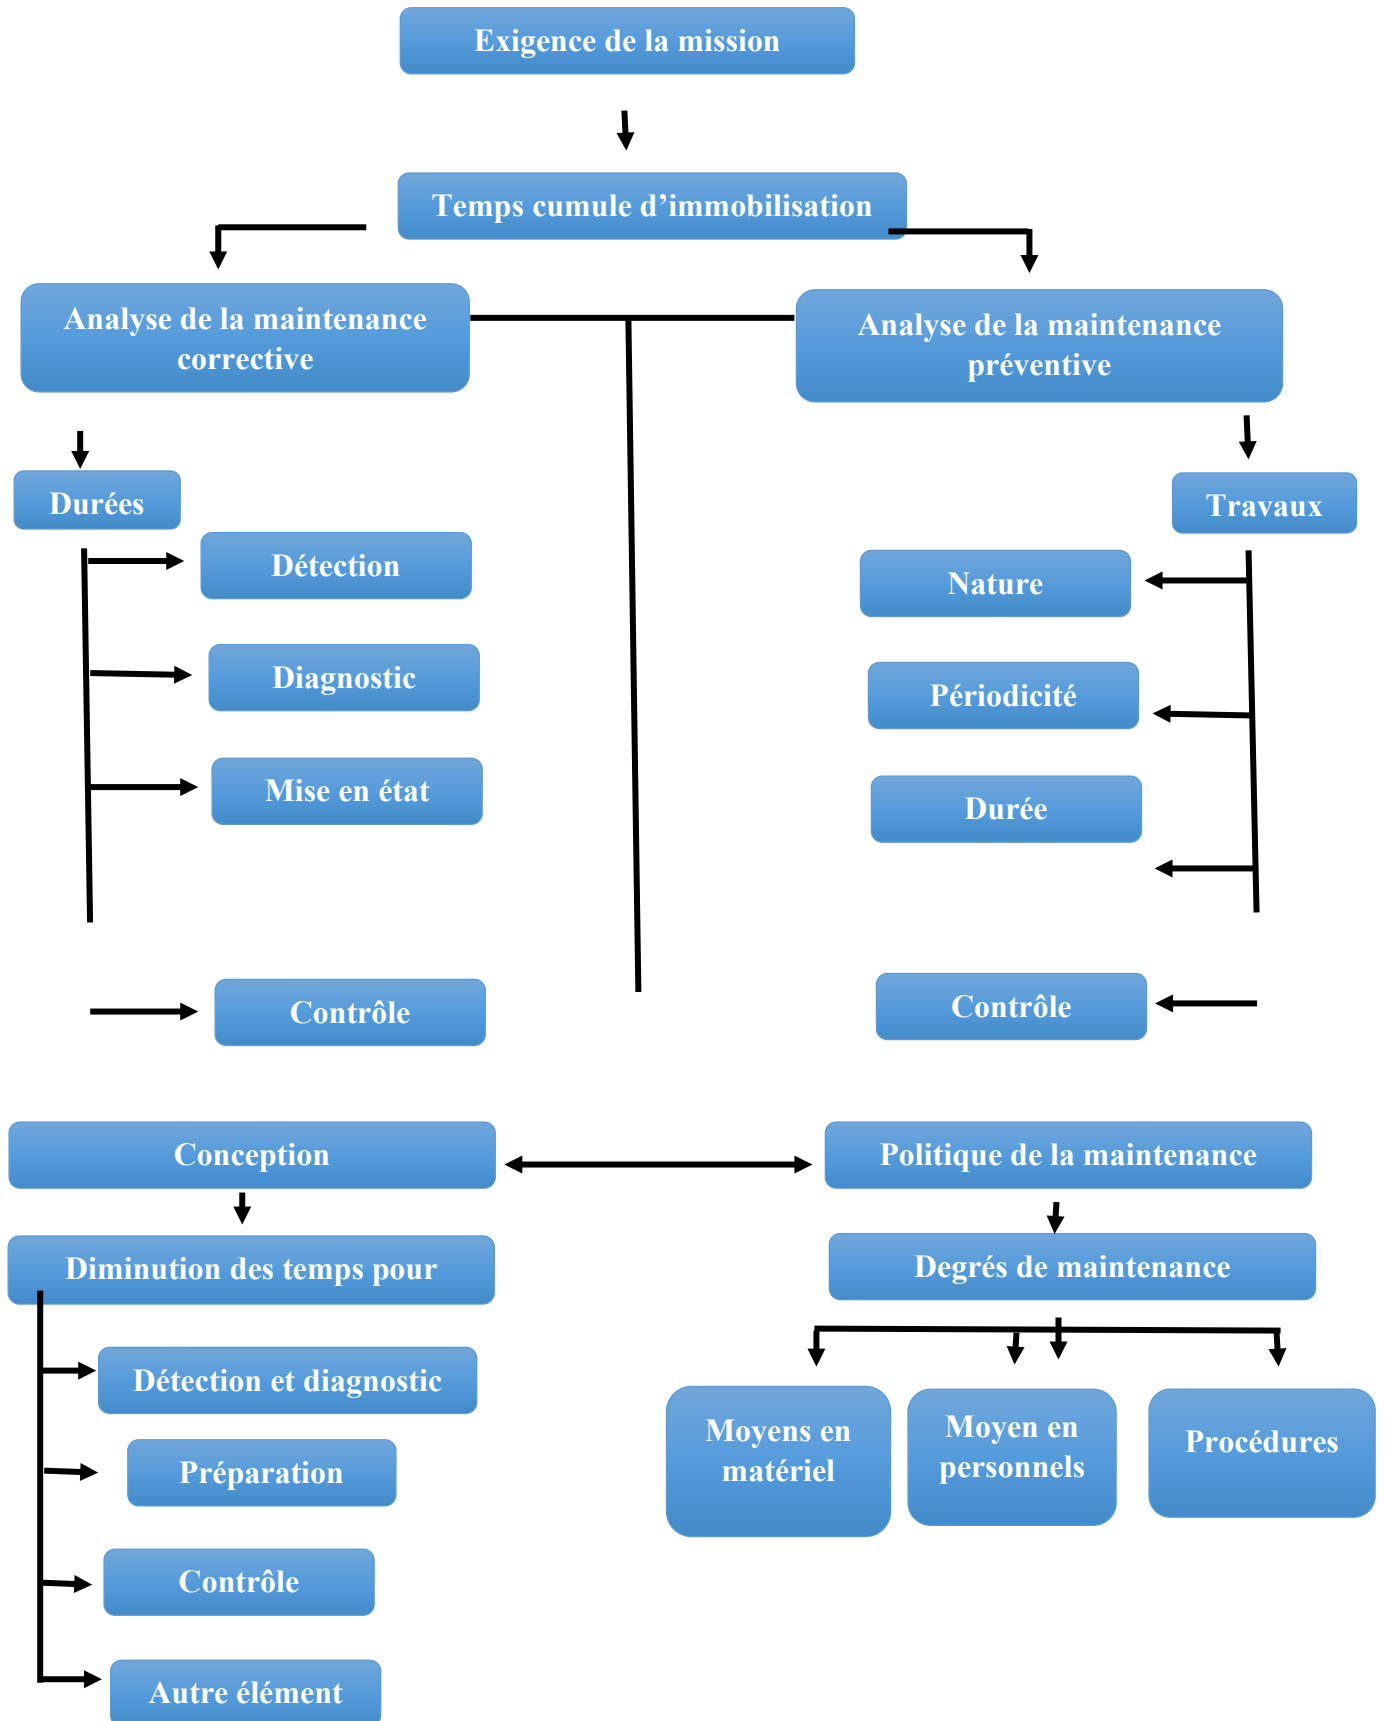 Exigence de la mission
Temps cumule d’immobilisation
Analyse de la maintenance
corrective
Analyse de la maintenance
préventive
Durées
Travaux
Détection
Nature
Diagnostic
Périodicité
Mise en état
Durée
Contrôle
Contrôle
Conception
Politique de la maintenance
Diminution des temps pour
Degrés de maintenance
Détection et diagnostic
Préparation
Contrôle
Autre élément
Moyens en
matériel
Moyen en
personnels
Procédures